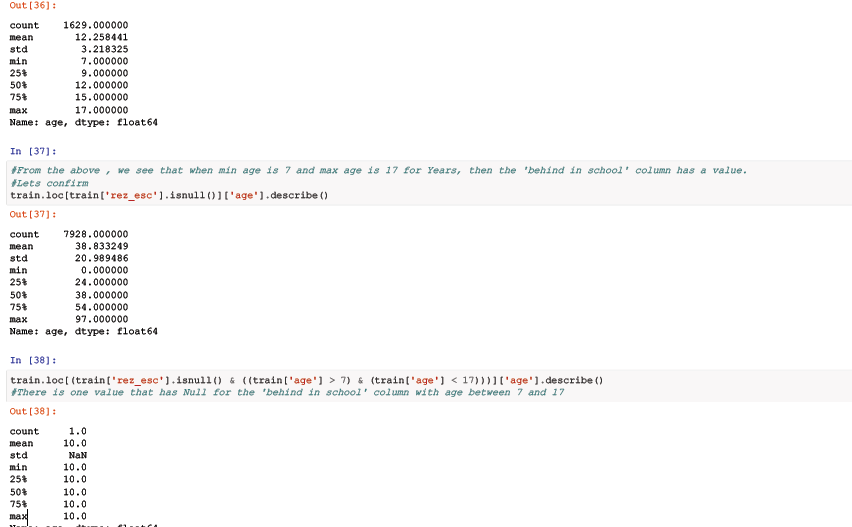 Out[36]:
count    1629.000000
mean       12.258441
std         3.218325
min         7.000000
25%         9.000000
50%        12.000000
75%        15.000000
max        17.000000
Name: age, dtype: float64
In [37]:
#From the above , we see that when min age is 7 and max age is 17 for Years, then the 'behind in school' column has a value.
#Lets confirm
train.loc[train['rez_esc'].isnull()]['age'].describe()
Out[37]:
count    7928.000000
mean       38.833249
std        20.989486
min         0.000000
25%        24.000000
50%        38.000000
75%        54.000000
max        97.000000
Name: age, dtype: float64
In [38]:
train.loc[(train['rez_esc'].isnull() & ((train['age'] > 7) & (train['age'] < 17)))]['age'].describe()
#There is one value that has Null for the 'behind in school' column with age between 7 and 17
Out[38]:
count     1.0
mean     10.0
std       NaN
min      10.0
25%      10.0
50%      10.0
75%      10.0
max      10.0
Name: age, dtype: float64